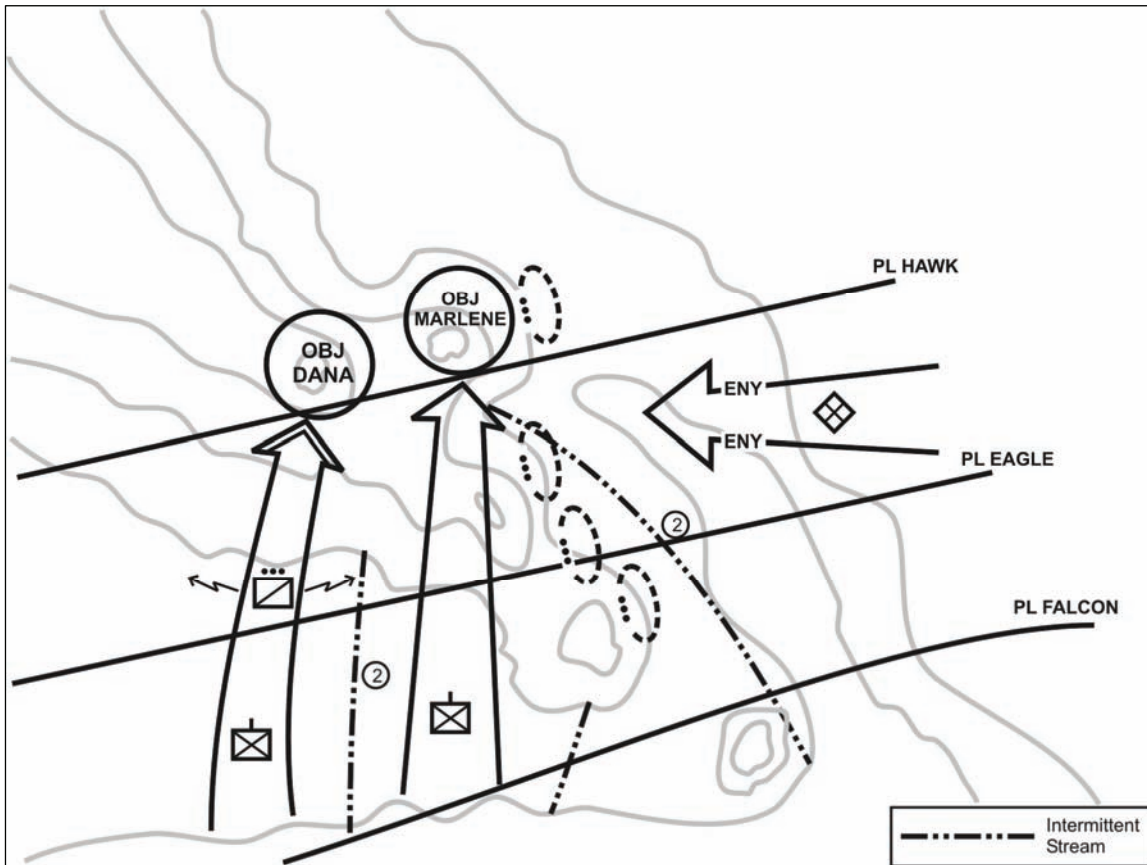 PL HAWK
OBJ
MARLENE
OBJ
DANA
ENY
ENY
PL EAGLE
2
PL FALCON
2
Intermittent
Stream